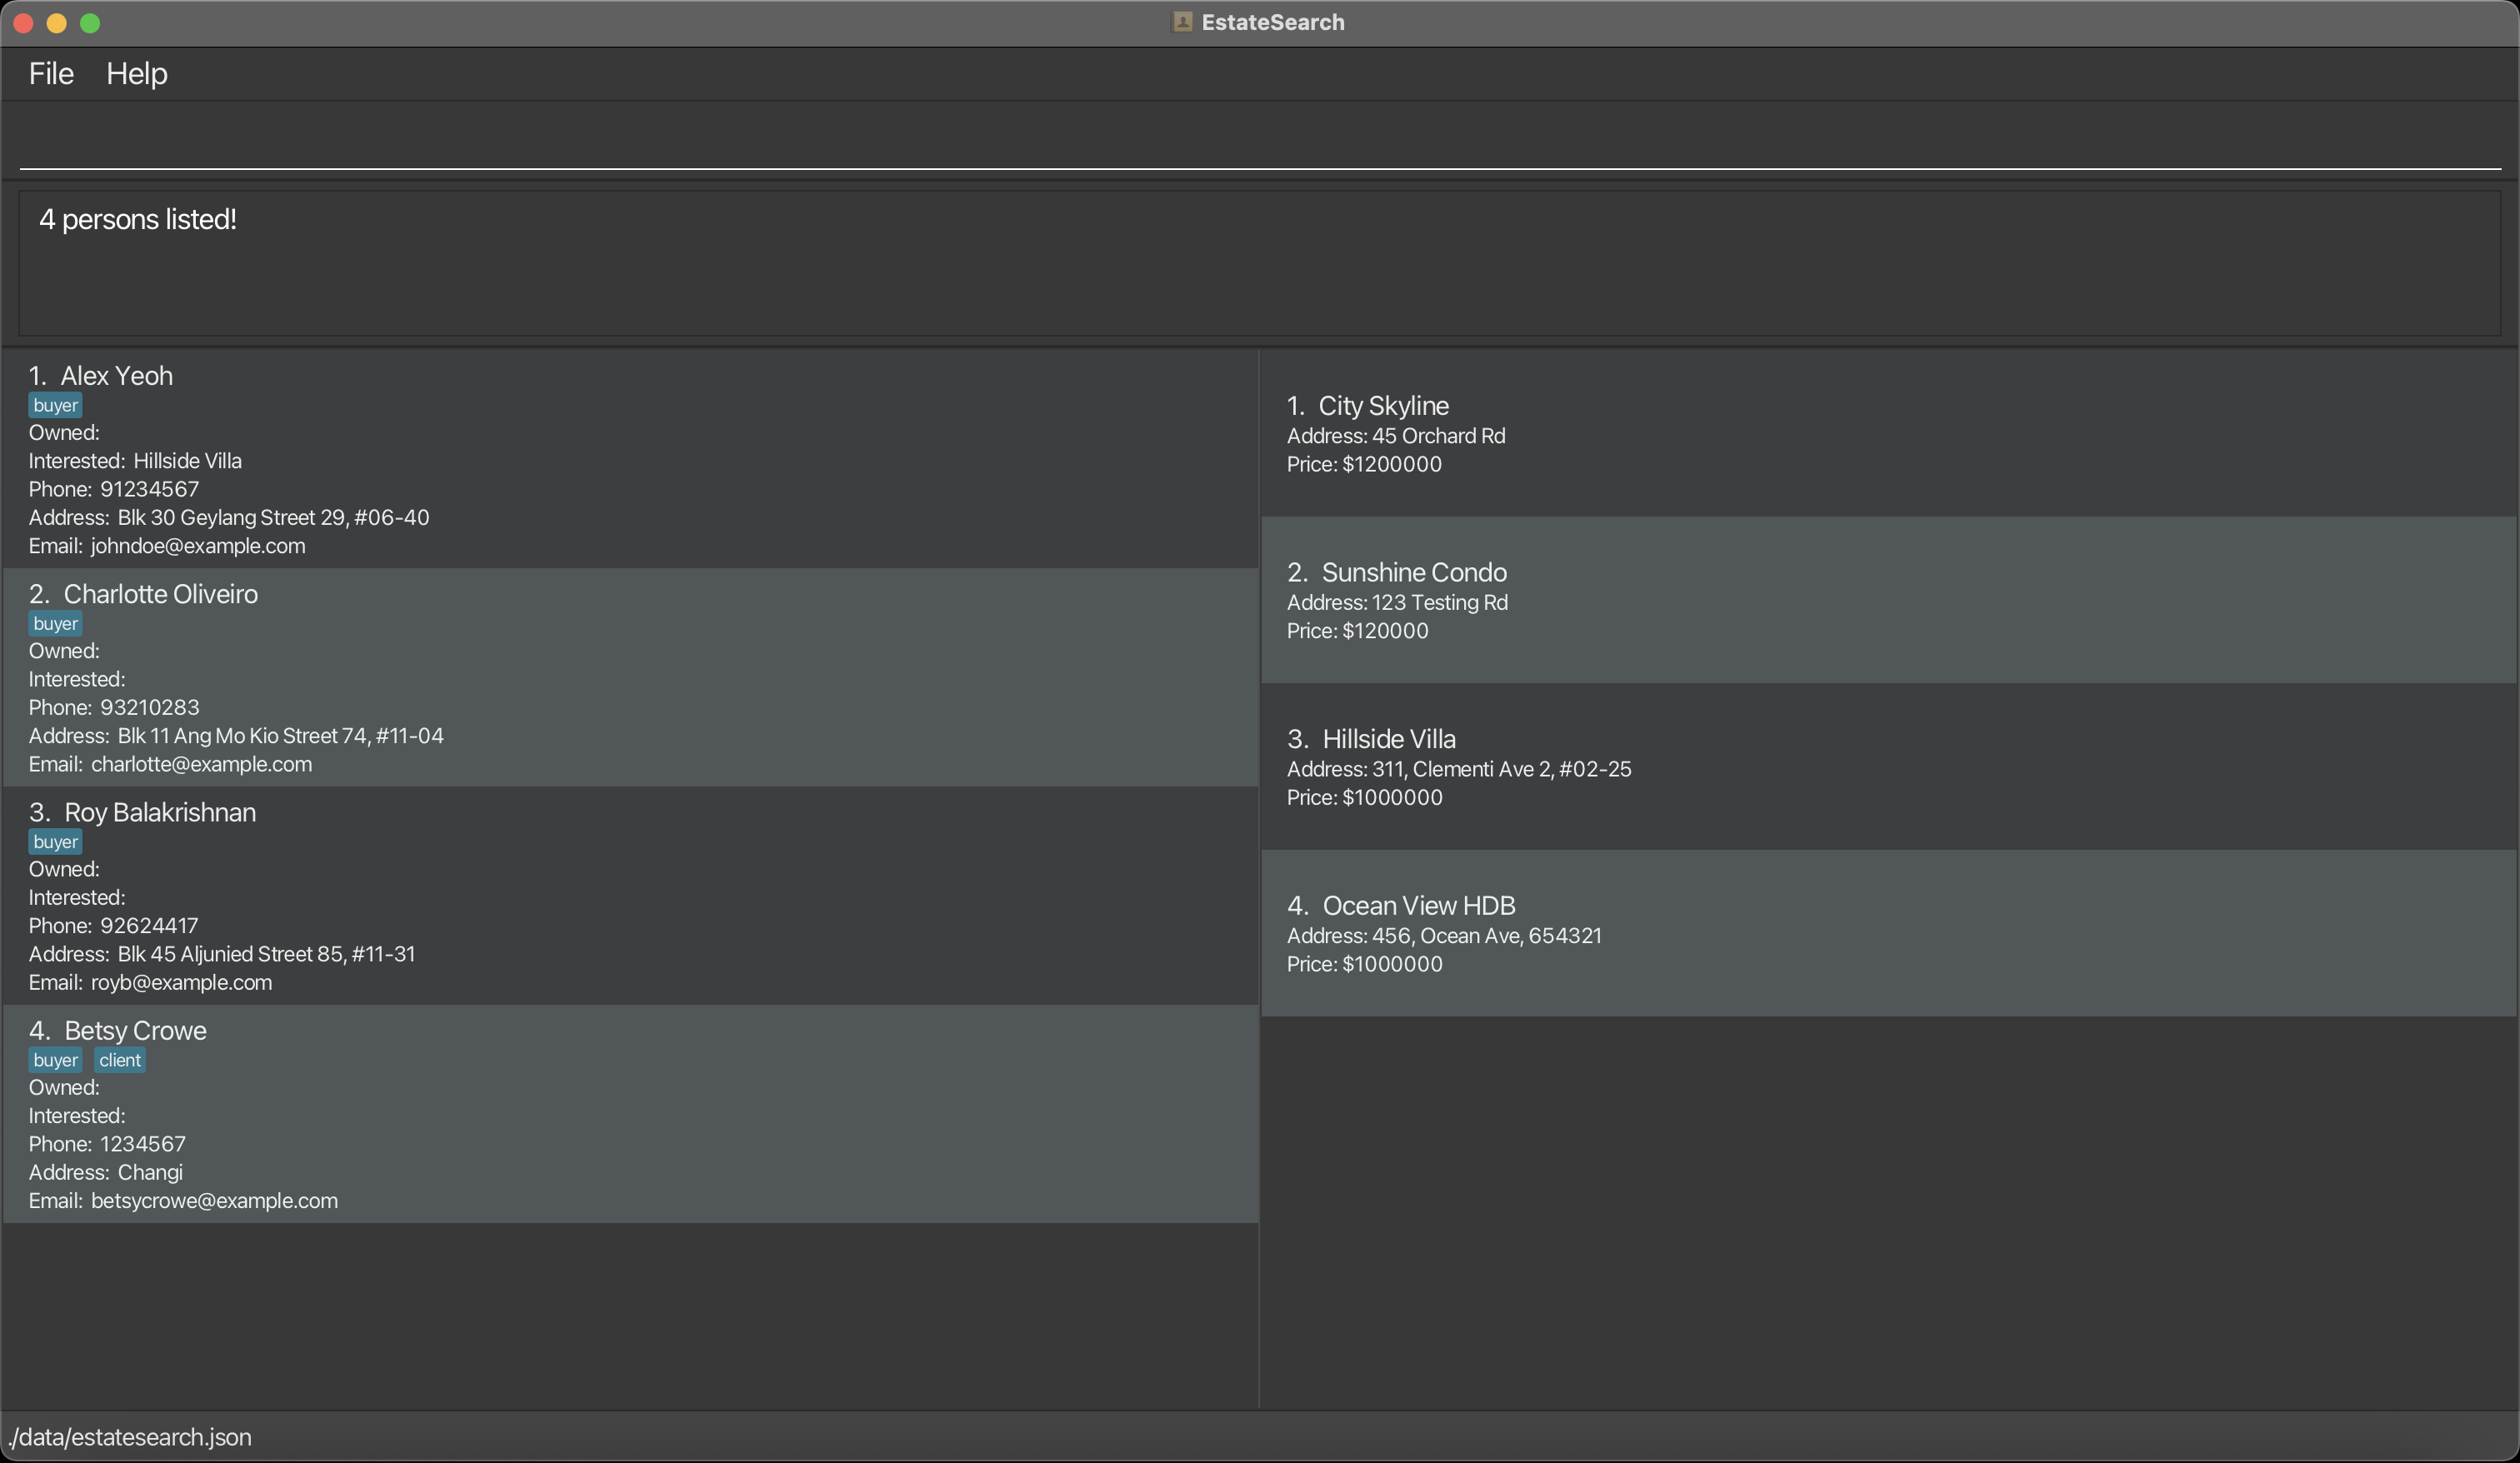 EstateSearch
File Help
4 persons listed!
1. Alex Yeoh
buyer
Owned:
Interested: Hillside Villa
Phone: 91234567
Address: Blk 30 Geylang Street 29, #06-40
Email: johndoe@example.com
2. Charlotte Oliveiro
buyer
Owned:
Interested:
Phone: 93210283
Address: Blk 11 Ang Mo Kio Street 74, #11-04
Email: charlotte@example.com
3. Roy Balakrishnan
buyer
Owned:
Interested:
Phone: 92624417
Address: Blk 45 Aljunied Street 85, #11-31
Email: royb@example.com
4. Betsy Crowe
buyer client
Owned:
Interested:
Phone: 1234567
Address: Changi
Email: betsycrowe@example.com
1. City Skyline
Address: 45 Orchard Rd
Price: $1200000
2. Sunshine Condo
Address: 123 Testing Rd
Price: $120000
3. Hillside Villa
Address: 311, Clementi Ave 2, #02-25
Price: $1000000
4. Ocean View HDB
Address: 456, Ocean Ave, 654321
Price: $1000000
./data/estatesearch.json